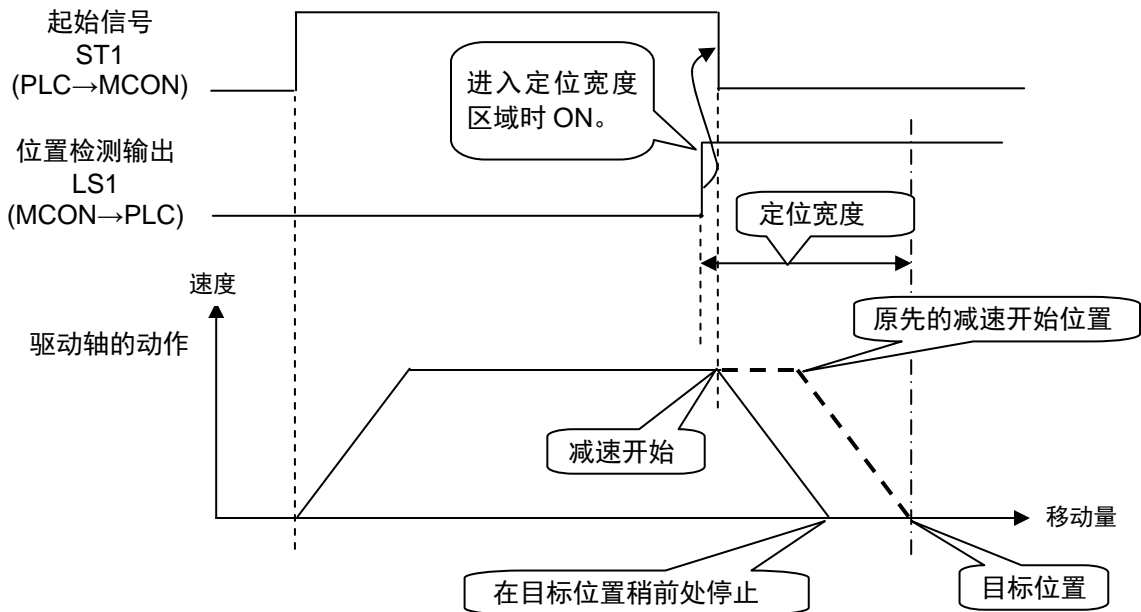 起始信号
ST1
(PLC→MCON)
进入定位宽度
区域时 ON。
位置检测输出
LS1
(MCON→PLC)
定位宽度
速度
原先的减速开始位置
驱动轴的动作
减速开始
移动量
在目标位置稍前处停止
目标位置